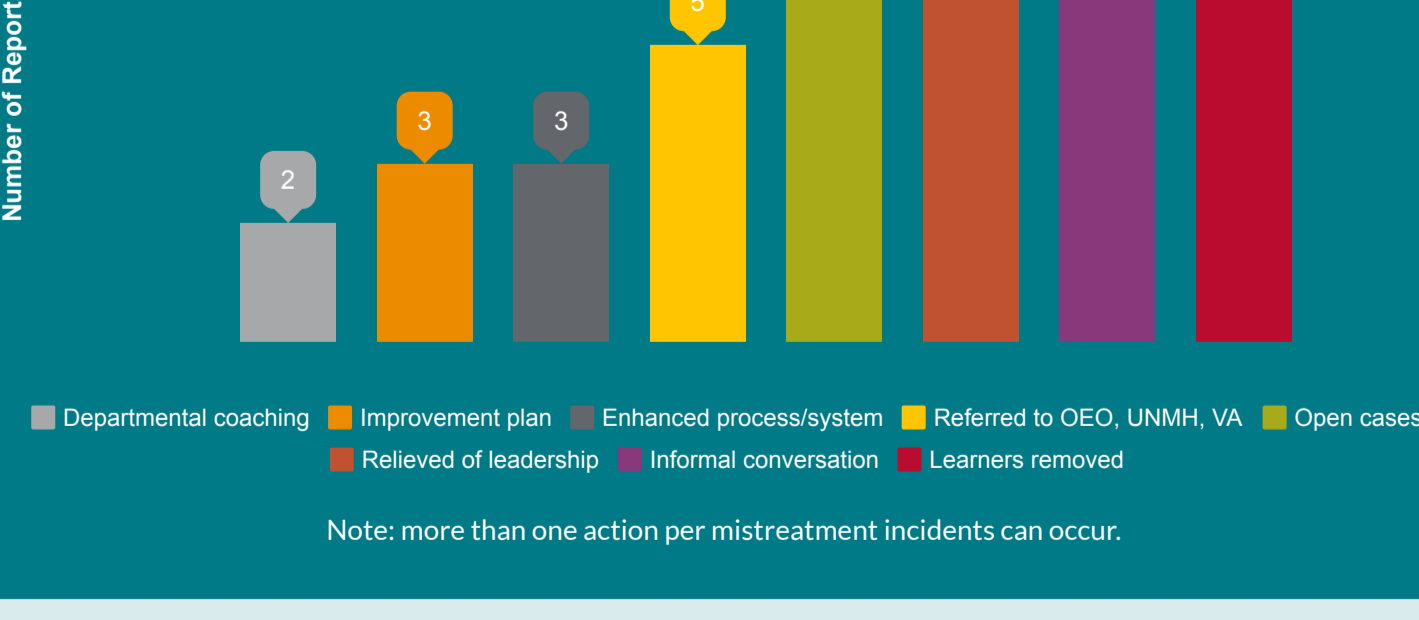 Number of Report
5
3
3
2
Departmental coaching Improvement plan Enhanced process/system Referred to OEO, UNMH, VA Open cases
Relieved of leadership Informal conversation Learners removed
Note: more than one action per mistreatment incidents can occur.